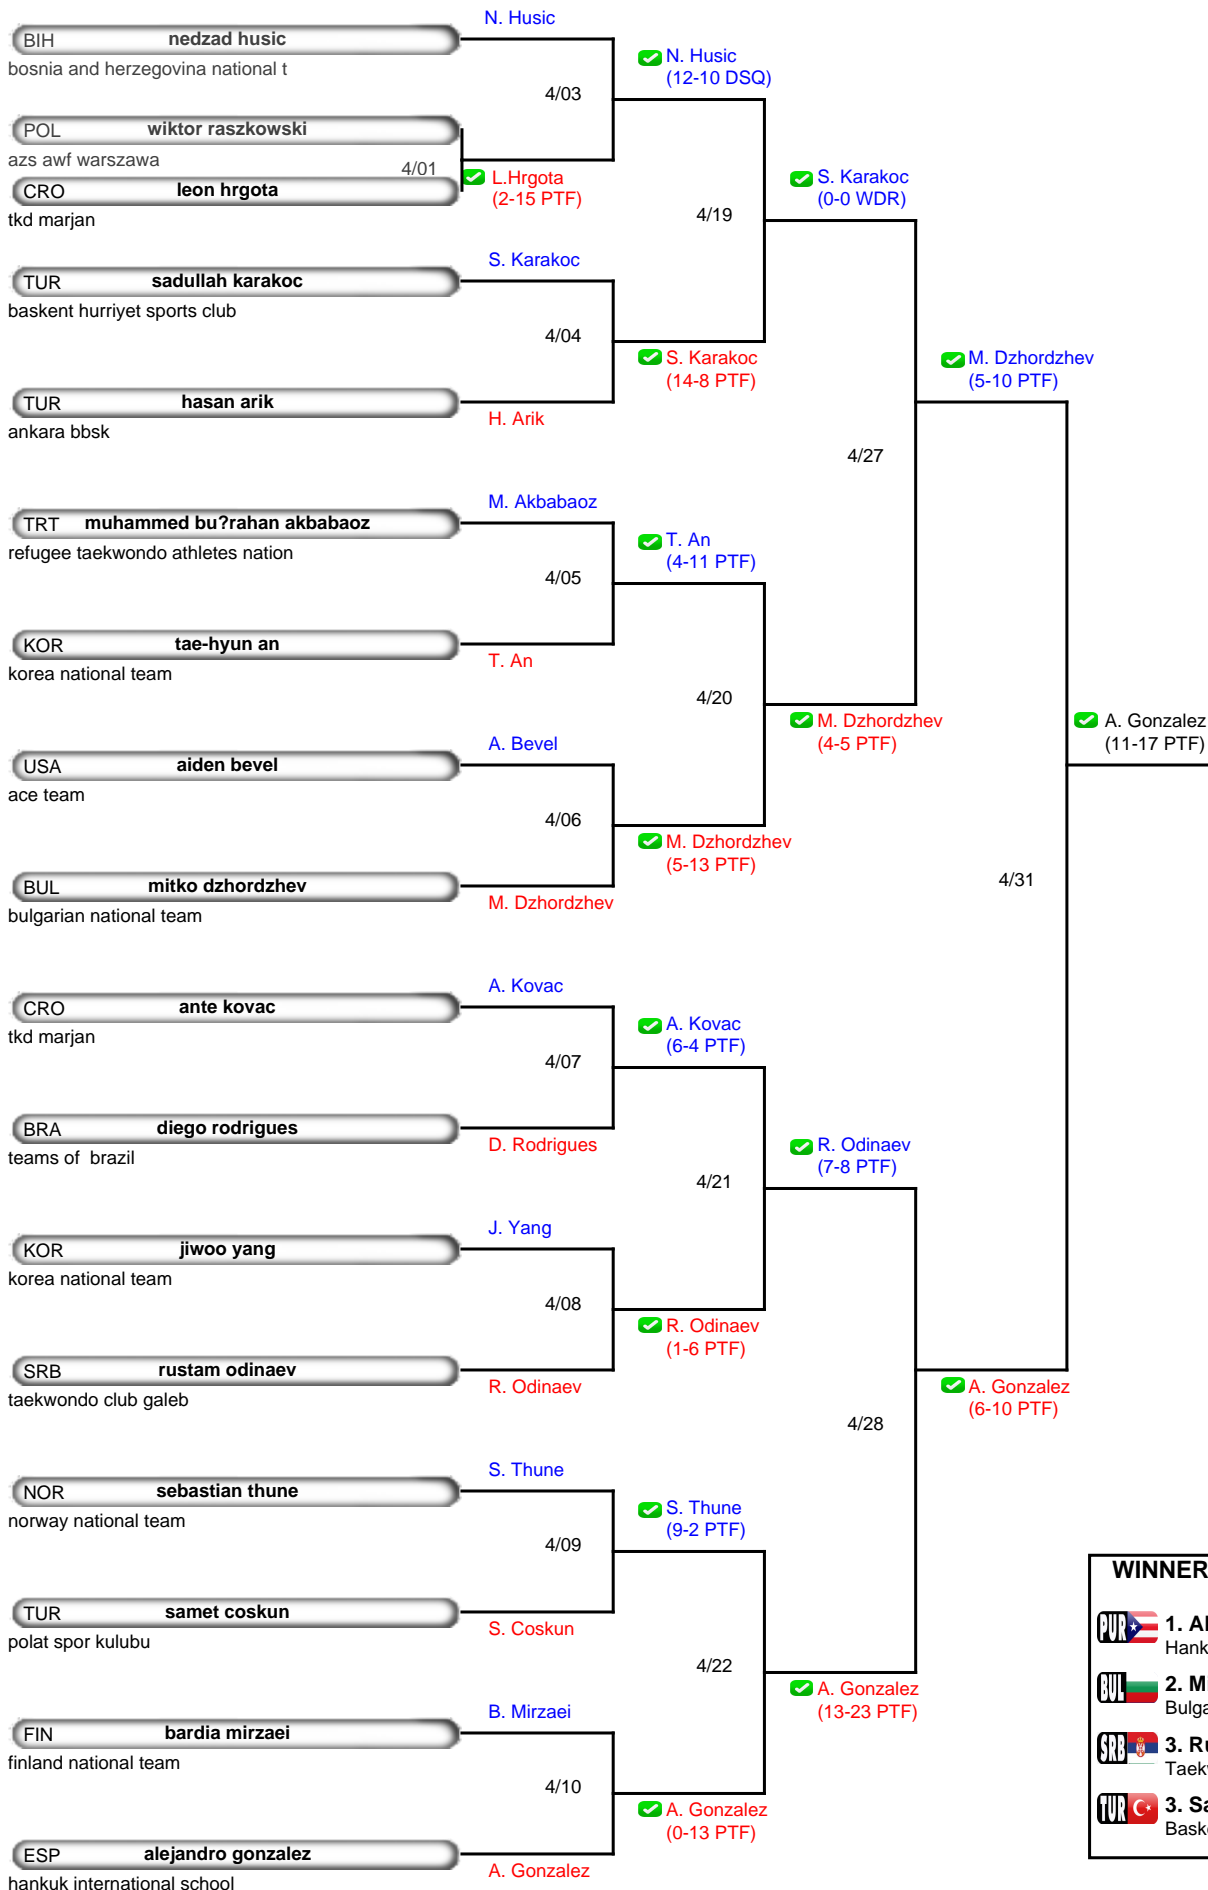 N. Husic
BIH nedzad husic
bosnia and herzegovina national t
N. Husic
(12-10 DSQ)
4/03
POL wiktor raszkowski
azs awf warszawa
4/01
L.Hrgota
(2-15 PTF)
CRO leon hrgota
tkd marjan
S. Karakoc
(0-0 WDR)
4/19
S. Karakoc
TUR sadullah karakoc
baskent hurriyet sports club
4/04
S. Karakoc
(14-8 PTF)
M. Dzhordzhev
(5-10 PTF)
TUR hasan arik
ankara bbsk
H. Arik
4/27
M. Akbabaoz
TRT muhammed bu?rahan akbabaoz
refugee taekwondo athletes nation
T. An
(4-11 PTF)
4/05
KOR tae-hyun an
korea national team
T. An
4/20
M. Dzhordzhev
(4-5 PTF)
A. Gonzalez
(11-17 PTF)
A. Bevel
USA aiden bevel
ace team
4/06
M. Dzhordzhev
(5-13 PTF)
BUL mitko dzhordzhev
bulgarian national team
M. Dzhordzhev
4/31
A. Kovac
CRO ante kovac
tkd marjan
A. Kovac
(6-4 PTF)
4/07
BRA diego rodrigues
teams of  brazil
D. Rodrigues
R. Odinaev
(7-8 PTF)
4/21
J. Yang
KOR jiwoo yang
korea national team
4/08
R. Odinaev
(1-6 PTF)
SRB rustam odinaev
taekwondo club galeb
R. Odinaev
A. Gonzalez
(6-10 PTF)
4/28
S. Thune
NOR sebastian thune
norway national team
S. Thune
(9-2 PTF)
4/09
TUR samet coskun
polat spor kulubu
S. Coskun
4/22
A. Gonzalez
(13-23 PTF)
B. Mirzaei
FIN bardia mirzaei
finland national team
4/10
A. Gonzalez
(0-13 PTF)
ESP alejandro gonzalez
hankuk international school
A. Gonzalez
WINNER
PUR 1. Al
Hank
BUL 2. Mi
Bulga
SRB 3. Ru
Taekw
TUR 3. Sa
Baske